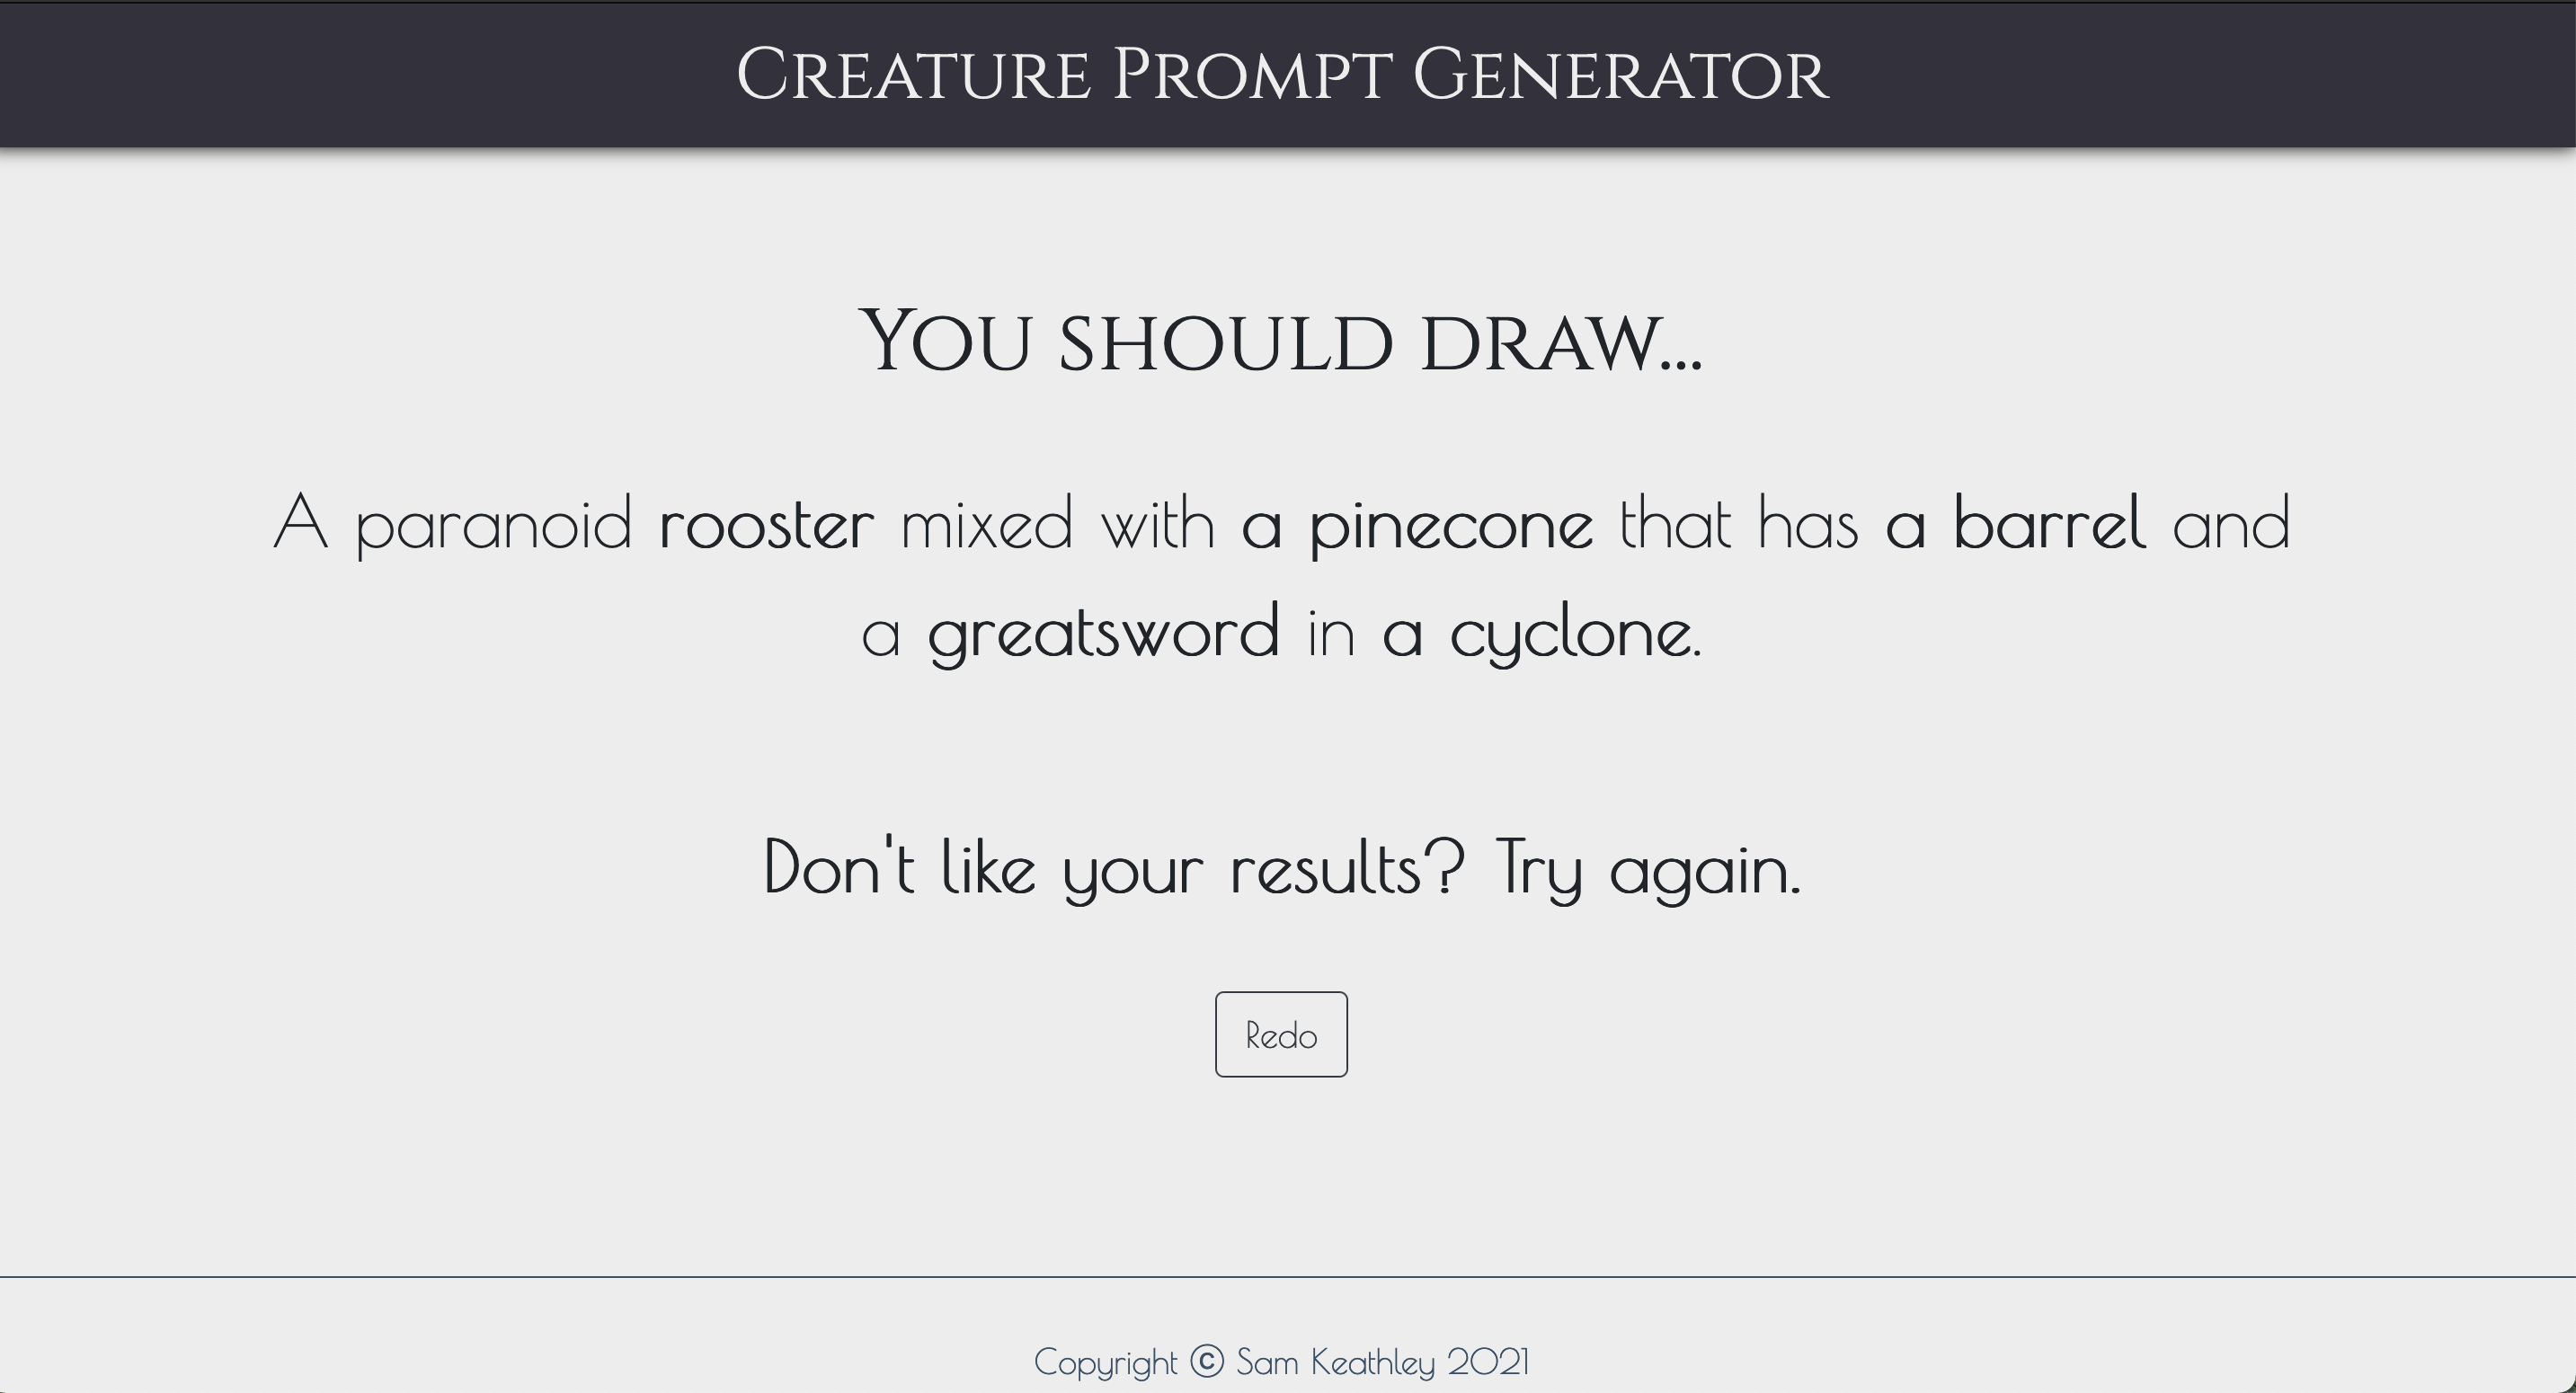 Creature Prompt Generator
You should draw...
A paranoid rooster mixed with a pinecone that has a barrel and
a greatsword in a cyclone.
Don't like your results? Try again.
Redo
Copyright © Sam Keathley 2021